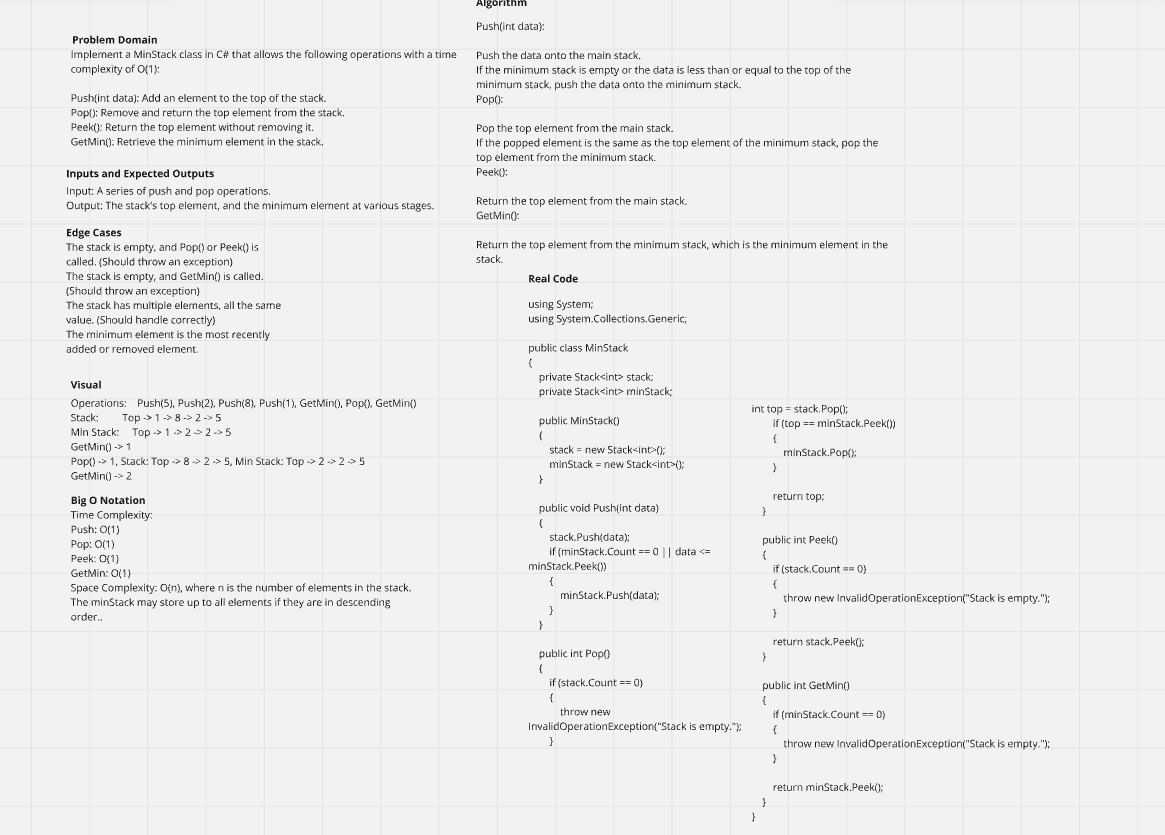 Problem Domain
Implement a MinStack class in C# that allows the following operations with a time
complexity of O(1):
Push(int data): Add an element to the top of the stack.
Pop(): Remove and return the top element from the stack.
Peek(): Return the top element without removing it.
GetMin(): Retrieve the minimum element in the stack.
Inputs and Expected Outputs
Input: A series of push and pop operations.
Output: The stack's top element, and the minimum element at various stages.
Edge Cases
The stack is empty, and Pop() or Peek() is
called. (Should throw an exception)
The stack is empty, and GetMin() is called.
(Should throw an exception)
The stack has multiple elements, all the same
value. (Should handle correctly)
The minimum element is the most recently
added or removed element.
Visual
Operations: Push(5), Push(2), Push(8), Push(1), GetMin(), Pop(), GetMin()
Stack: Top -> 1 -> 8 -> 2 -> 5
Min Stack: Top -> 1 -> 2 -> 2 -> 5
GetMin() -> 1
Pop() -> 1, Stack: Top -> 8 -> 2 -> 5, Min Stack: Top -> 2 -> 2 -> 5
GetMin() -> 2
Big O Notation
Time Complexity:
Push: O(1)
Pop: O(1)
Peek: O(1)
GetMin: O(1)
Space Complexity: O(n), where n is the number of elements in the stack.
The minStack may store up to all elements if they are in descending
order..
Algorithm
Push(int data):
Push the data onto the main stack.
If the minimum stack is empty or the data is less than or equal to the top of the
minimum stack, push the data onto the minimum stack.
Pop():
Pop the top element from the main stack.
If the popped element is the same as the top element of the minimum stack, pop the
top element from the minimum stack.
Peek():
Return the top element from the main stack.
GetMin():
Return the top element from the minimum stack, which is the minimum element in the
stack.
Real Code
using System;
using System.Collections.Generic;
public class MinStack
{
private Stack<int> stack;
private Stack<int> minStack;
public MinStack()
{
stack = new Stack<int>();
minStack = new Stack<int>();
}
public void Push(int data)
{
stack.Push(data);
if (minStack.Count == 0 || data <=
minStack.Peek())
{
minStack.Push(data);
}
}
public int Pop()
{
if (stack.Count == 0)
{
throw new
InvalidOperationException("Stack is empty.");
}
int top = stack.Pop();
if (top == minStack.Peek())
{
minStack.Pop();
}
return top;
}
public int Peek()
{
if (stack.Count == 0)
{
throw new InvalidOperationException("Stack is empty.");
}
return stack.Peek();
}
public int GetMin()
{
if (minStack.Count == 0)
{
throw new InvalidOperationException("Stack is empty.");
}
return minStack.Peek();
}
}